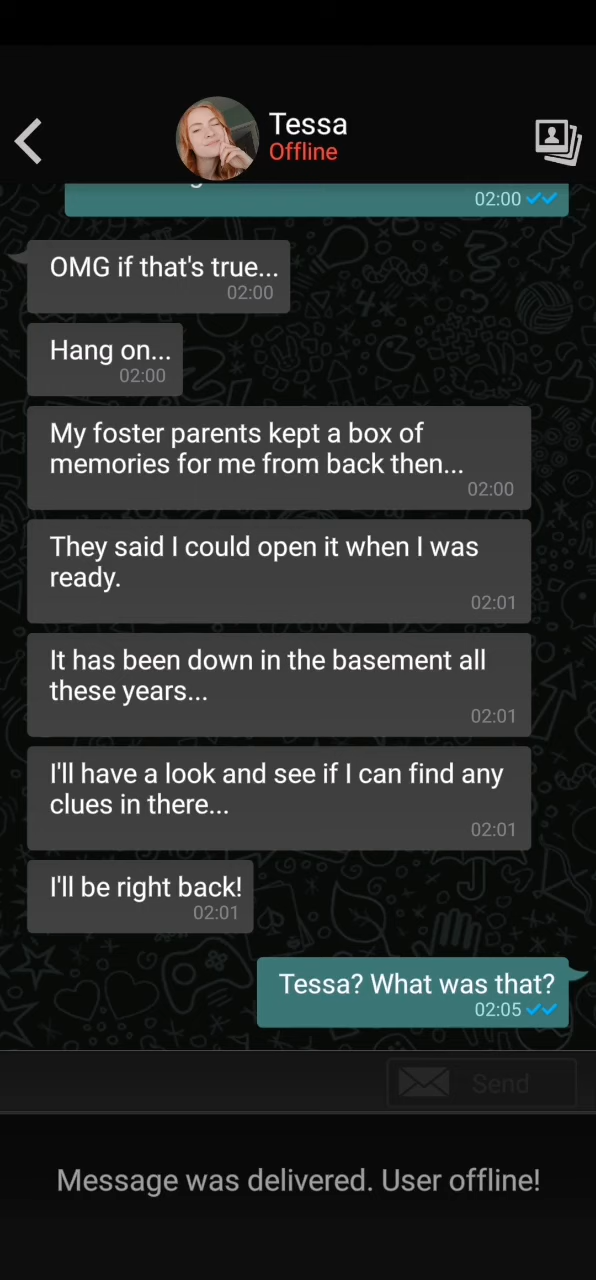 Tessa
Offline
02:00
OMG if that's true...
02:00
Hang on...
02:00
My foster parents kept a box of
memories for me from back then...
02:00
They said I could open it when I was
ready.
02:01
It has been down in the basement all
these years...
02:01
I'll have a look and see if I can find any
clues in there...
02:01
I'll be right back!
02:01
Tessa? What was that?
02:05
Send
Message was delivered. User offline!